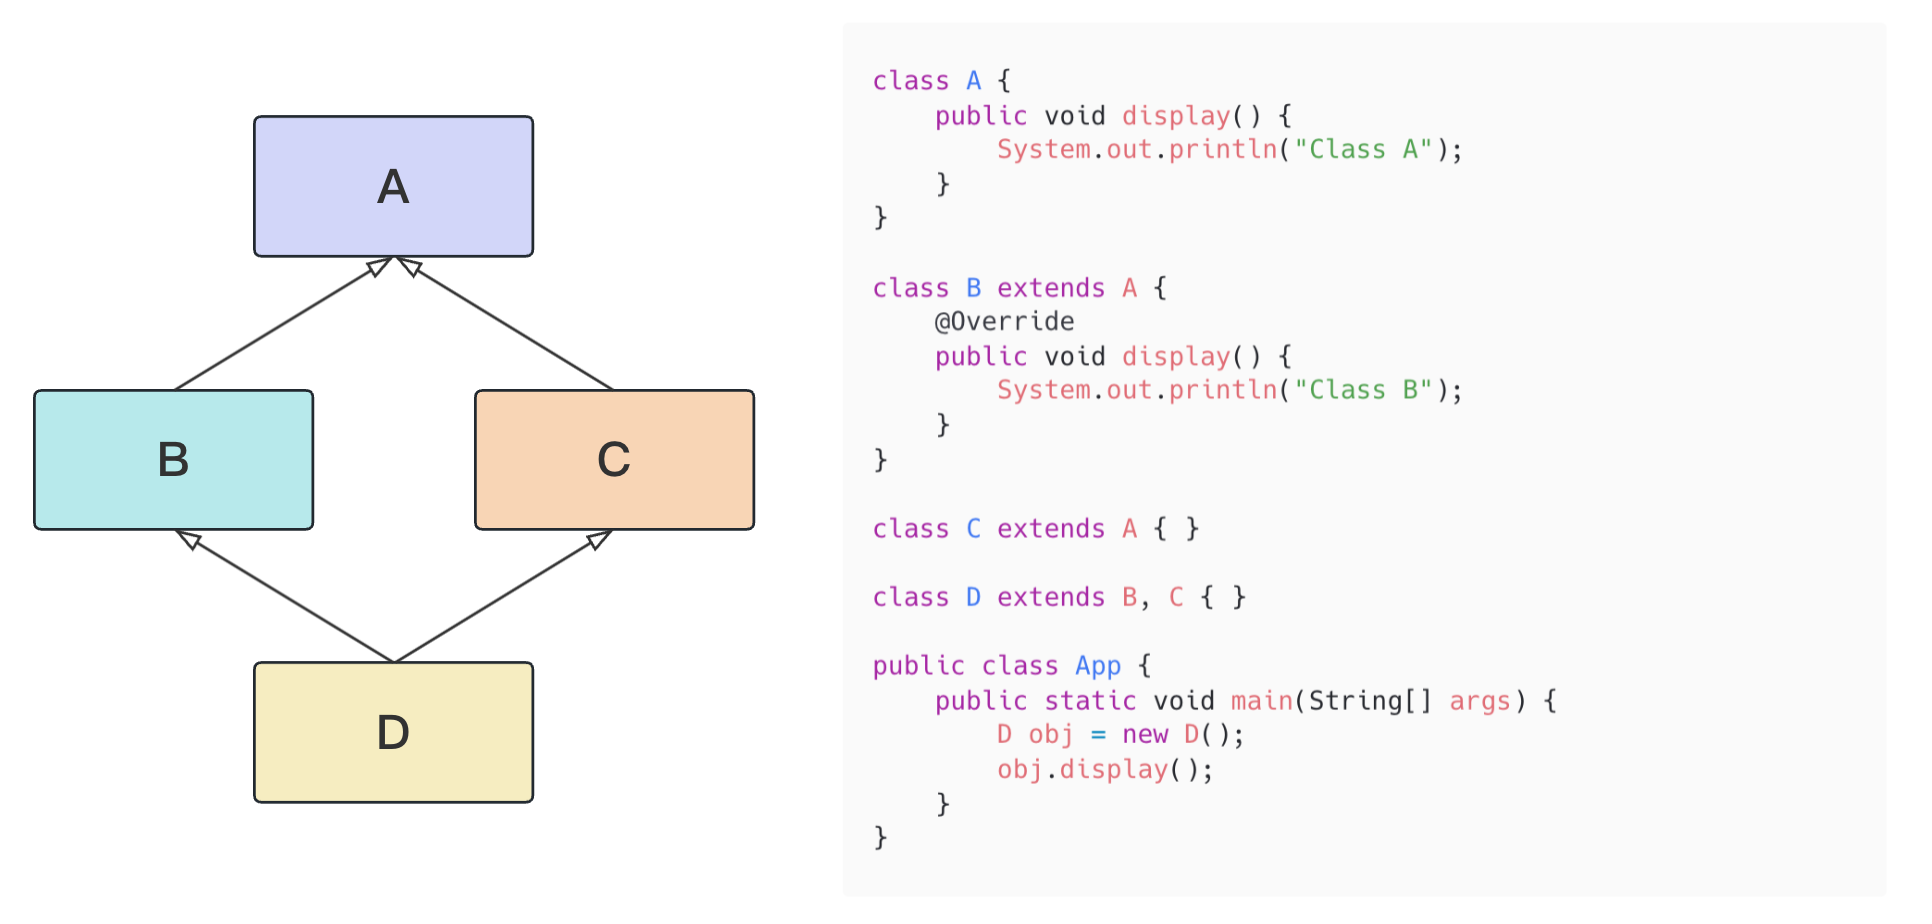 A
B
C
D
class A {
    public void display() {
        System.out.println("Class A");
    }
}
class B extends A {
    @Override
    public void display() {
        System.out.println("Class B");
    }
}
class C extends A { }
class D extends B, C { }
public class App {
    public static void main(String[] args) {
        D obj = new D();
        obj.display();
    }
}